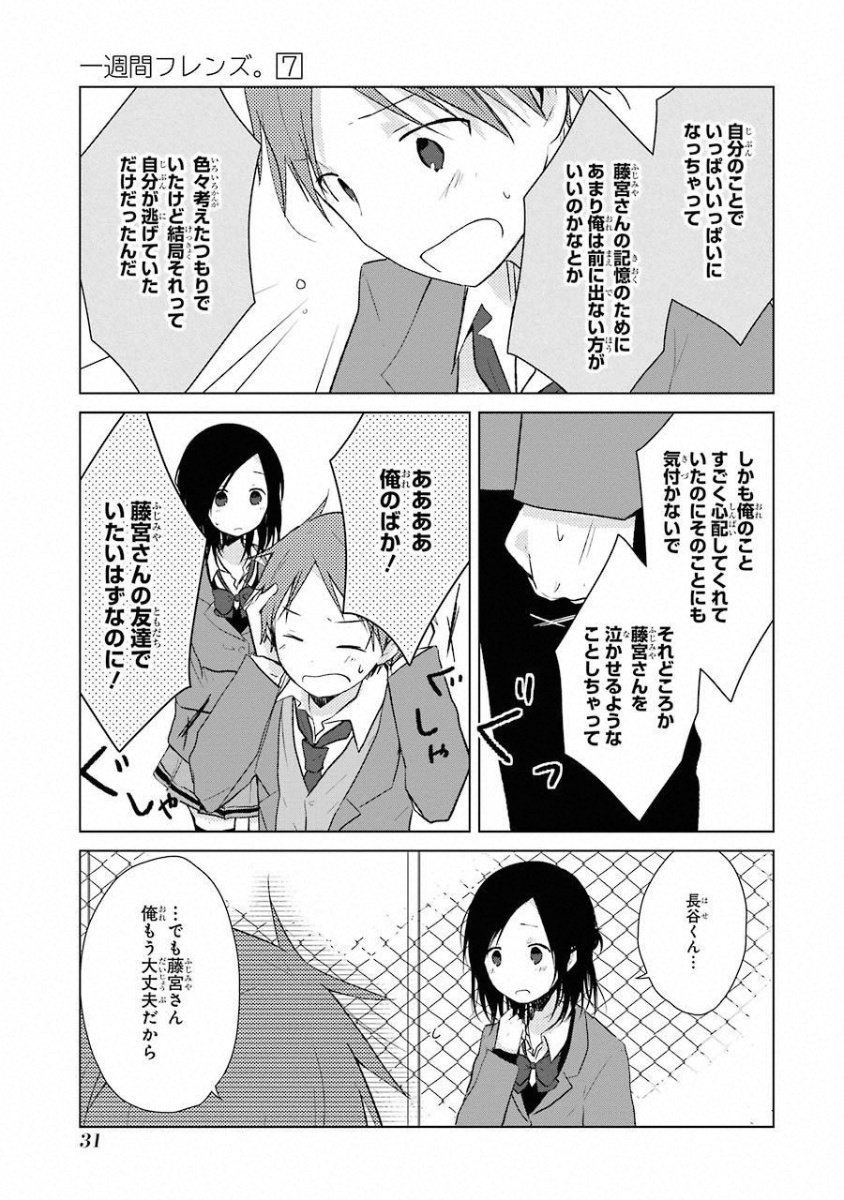 一週間フレンズ。7
自分のことで
いっぱいいっぱいに
なっちゃって
藤宮さんの記憶のために
あまり俺は前に出ない方が
いいのかなとか
色々考えたつもりで
いたけど結局それって
自分が逃げていた
だけだったんだ
しかも俺のこと
すごく心配してくれて
いたのにそのことにも
気付かないで
それどころか
藤宮さんを
泣かせるような
ことしちゃって
ぐっ
ああああ
俺のばか!
藤宮さんの友達で
いたいはずなのに!
ぐしゃ
ぐしゃ
長谷くん…
…でも藤宮さん
俺もう大丈夫だから
31